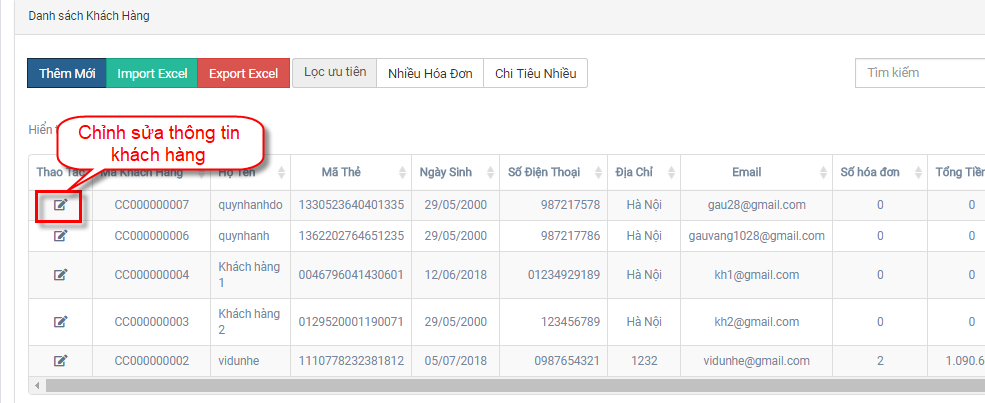 Danh sách Khách Hàng
Thêm Mới Import Excel Export Excel Lọc ưu tiên Nhiều Hóa Đơn Chi Tiêu Nhiều Tìm kiếm
Hiển
Chỉnh sửa thông tin
khách hàng
Thao Tác Mã Khách Hàng Họ Tên Mã Thẻ Ngày Sinh Số Điện Thoại Địa Chỉ Email Số hóa đơn Tổng Tiền
CC000000007 quynhanhdo 1330523640401335 29/05/2000 987217578 Hà Nội gau28@gmail.com 0 0
CC000000006 quynhanh 1362202764651235 29/05/2000 987217786 Hà Nội gauvang1028@gmail.com 0 0
CC000000004 Khách hàng 1 0046796041430601 12/06/2018 01234929189 Hà Nội kh1@gmail.com 0 0
CC000000003 Khách hàng 2 0129520001190071 29/05/2000 123456789 Hà Nội kh2@gmail.com 0 0
CC000000002 vidunhe 1110778232381812 05/07/2018 0987654321 1232 vidunhe@gmail.com 2 1.090.6